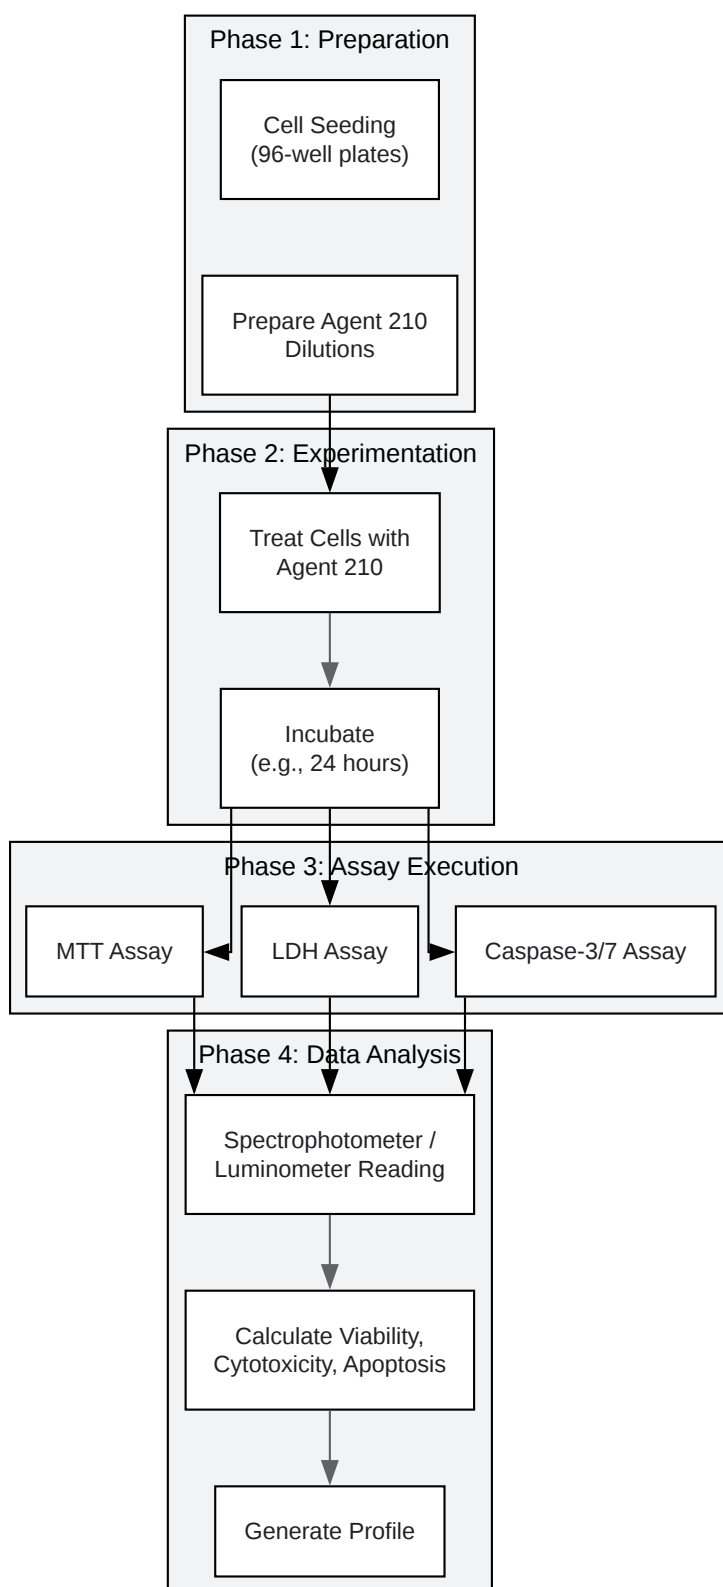 Phase 1: Preparation
Cell Seeding
(96-well plates)
Prepare Agent 210
Dilutions
Phase 2: Experimentation
Treat Cells with
Agent 210
Incubate
(e.g., 24 hours)
Phase 3: Assay Execution
MTT Assay
LDH Assay
Caspase-3/7 Assay
Phase 4: Data Analysis
Spectrophotometer /
Luminometer Reading
Calculate Viability,
Cytotoxicity, Apoptosis
Generate Profile